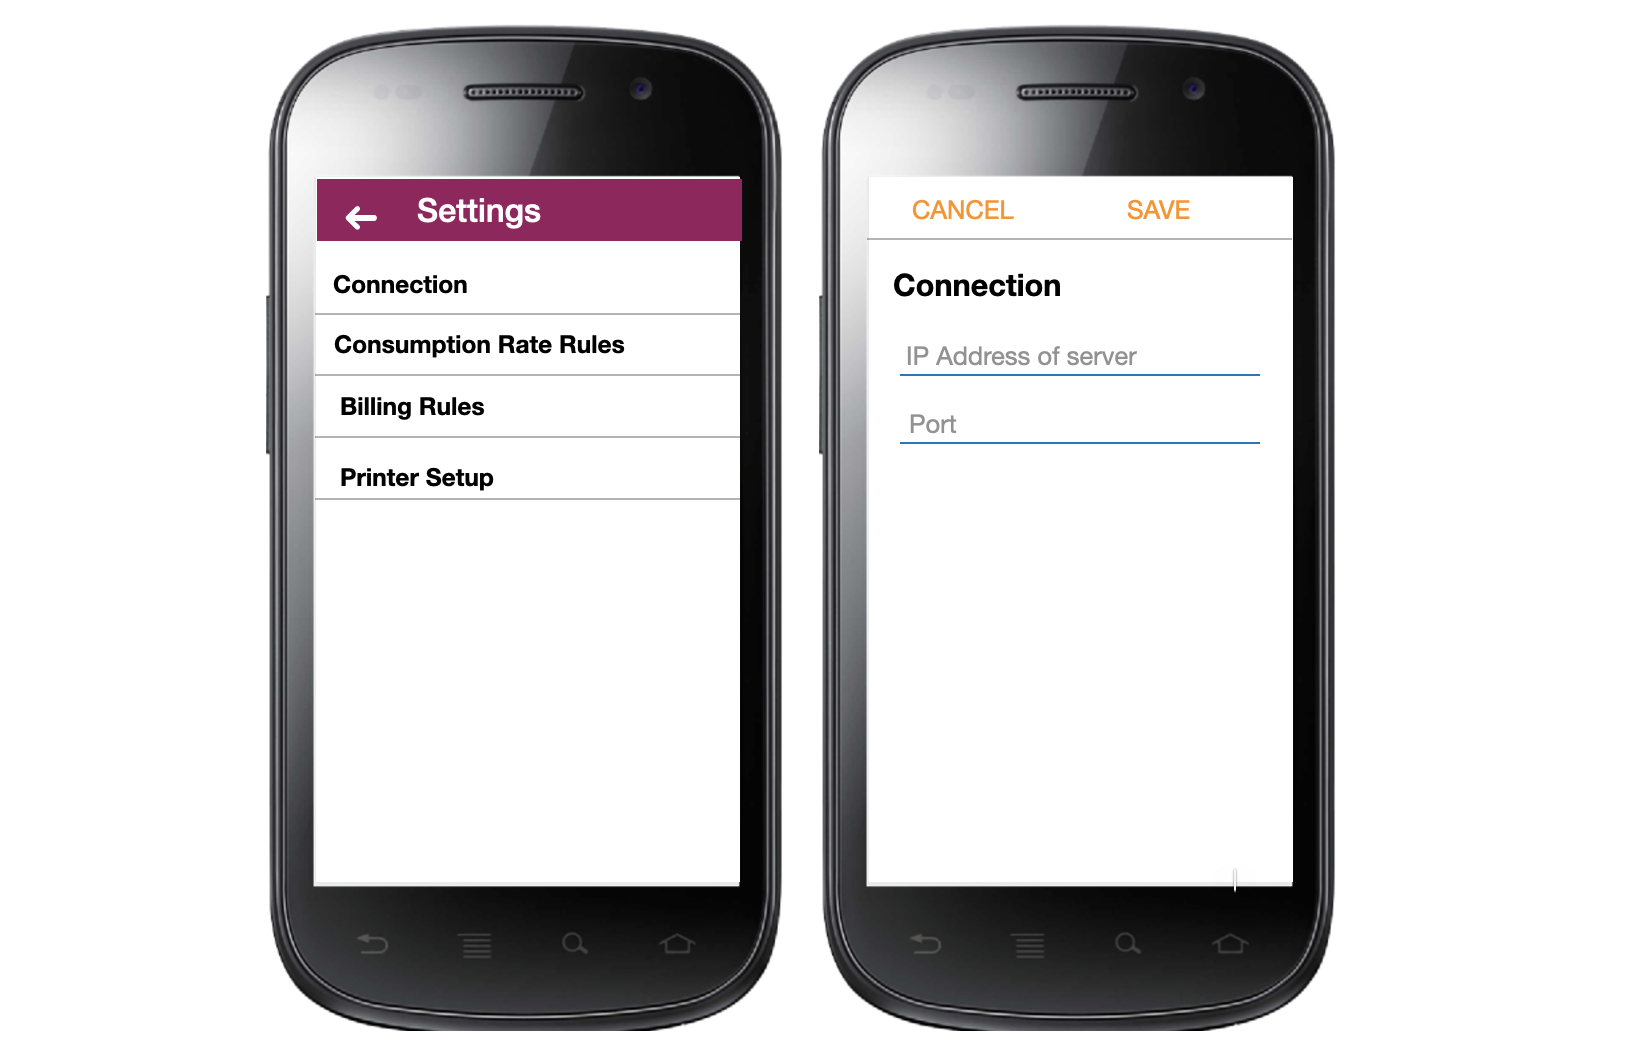 Settings
Connection
Consumption Rate Rules
Billing Rules
Printer Setup
CANCEL SAVE
Connection
IP Address of server
Port